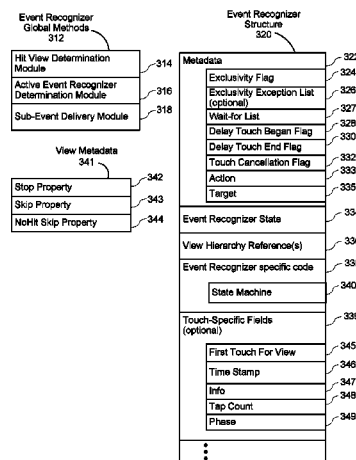 Event Recognizer
Global Methods
312
Hit View Determination
Module
314
Active Event Recognizer
Determination Module
316
Sub-Event Delivery Module
318
View Metadata
341
Stop Property
342
Skip Property
343
NoHit Skip Property
344
Event Recognizer
Structure
320
Metadata
322
Exclusivity Flag
324
Exclusivity Exception List
(optional)
326
Wait-for List
327
Delay Touch Began Flag
328
Delay Touch End Flag
330
Touch Cancellation Flag
332
Action
333
Target
335
Event Recognizer State
View Hierarchy Reference(s)
Event Recognizer specific code
State Machine
340
Touch-Specific Fields
(optional)
339
First Touch For View
345
Time Stamp
346
Info
347
Tap Count
348
Phase
349